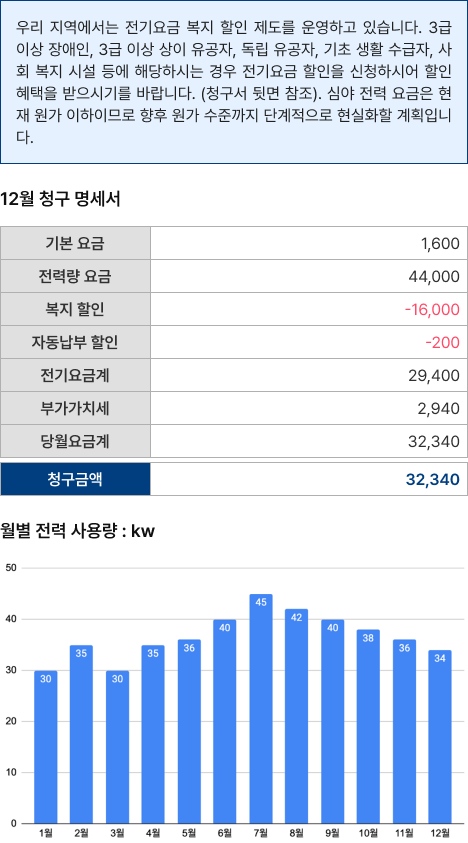 우리 지역에서는 전기요금 복지 할인 제도를 운영하고 있습니다. 3급
이상 장애인, 3급 이상 상이 유공자, 독립 유공자, 기초 생활 수급자, 사
회 복지 시설 등에 해당하시는 경우 전기요금 할인을 신청하시어 할인
혜택을 받으시기를 바랍니다. (청구서 뒷면 참조). 심야 전력 요금은 현
재 원가 이하이므로 향후 원가 수준까지 단계적으로 현실화할 계획입니
다.
12월 청구 명세서
기본 요금 1,600
전력량 요금 44,000
복지 할인 -16,000
자동납부 할인 -200
전기요금계 29,400
부가가치세 2,940
당월요금계 32,340
청구금액 32,340
월별 전력 사용량 : kw
50
40
30
20
10
0
30 35 30 35 36 40 45 42 40 38 36 34
1월 2월 3월 4월 5월 6월 7월 8월 9월 10월 11월 12월